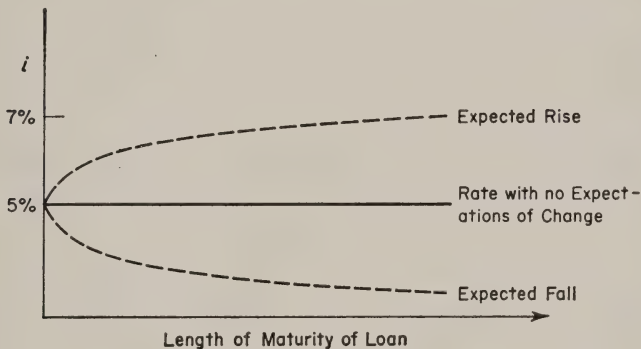 i
7%
Expected Rise
5%
Rate with no Expect-
ations of Change
Expected Fall
Length of Maturity of Loan